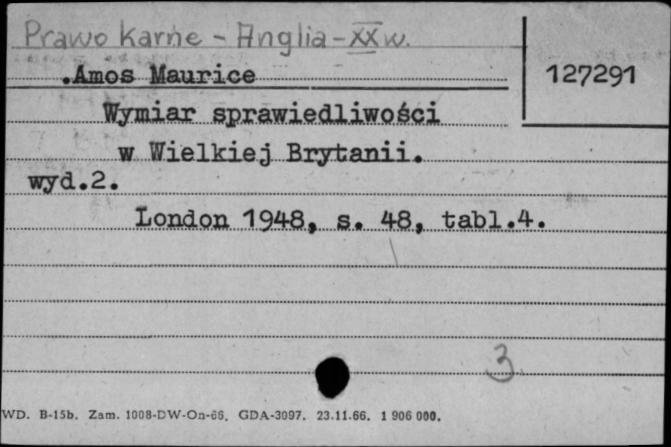 Prawo Karne - Anglia - XX w.
.Amos Maurice
127291
Wymiar sprawiedliwości
w Wielkiej Brytanii.
wyd.2.
London 1948, s. 48, tabl.4.
3
WD. B-15b. Zam. 1008-DW-On-66. GDA-3097. 23.11.66. 1 906 000.